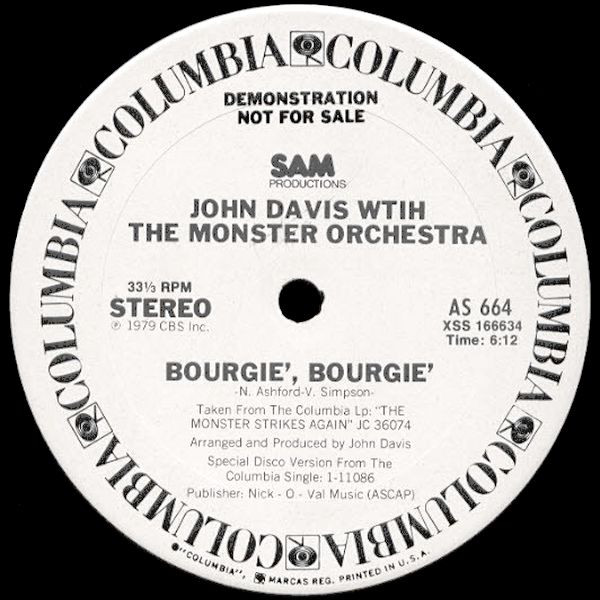 COLUMBIA COLUMBIA COLUMBIA COLUMBIA COLUMBIA COLUMBIA COLUMBIA COLUMBIA
DEMONSTRATION
NOT FOR SALE
SAM
PRODUCTIONS
JOHN DAVIS WTIH
THE MONSTER ORCHESTRA
33⅓ RPM
STEREO
℗ 1979 CBS Inc.
AS 664
XSS 166634
Time: 6:12
BOURGIE', BOURGIE'
-N. Ashford-V. Simpson-
Taken From The Columbia Lp: "THE
MONSTER STRIKES AGAIN" JC 36074
Arranged and Produced by John Davis
Special Disco Version From The
Columbia Single: 1-11086
Publisher: Nick - O - Val Music (ASCAP)
"COLUMBIA", MARCAS REG. PRINTED IN U.S.A.